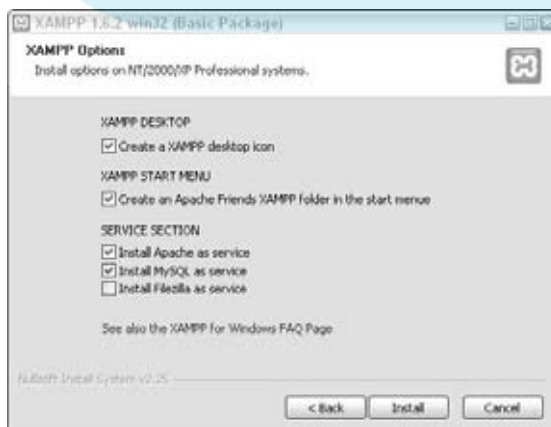 XAMPP 1.6.2 win32 (Basic Package)
XAMPP Options
Install options on NT/2000/XP Professional systems.
XAMPP DESKTOP
Create a XAMPP desktop icon
XAMPP START MENU
Create an Apache Friends XAMPP folder in the start menue
SERVICE SECTION
Install Apache as service
Install MySQL as service
Install Filezilla as service
See also the XAMPP for Windows FAQ Page
Nullsoft Install System v2.25
< Back
Install
Cancel